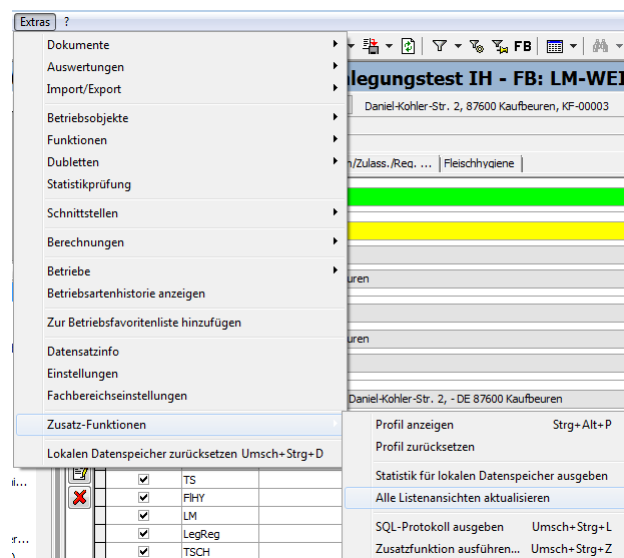 Extras ?
Dokumente
Auswertungen
Import/Export
Betriebsobjekte
Funktionen
Dubletten
Statistikprüfung
Schnittstellen
Berechnungen
Betriebe
Betriebsartenhistorie anzeigen
Zur Betriebsfavoritenliste hinzufügen
Datensatzinfo
Einstellungen
Fachbereichseinstellungen
Zusatz-Funktionen
Lokalen Datenspeicher zurücksetzen Umsch+Strg+D
FB
legungstest IH - FB: LM-WEI
Daniel-Kohler-Str. 2, 87600 Kaufbeuren, KF-00003
n/Zulass./Reg. ... Fleischhygiene
uren
uren
Daniel-Kohler-Str. 2, - DE 87600 Kaufbeuren
Profil anzeigen Strg+Alt+P
Profil zurücksetzen
Statistik für lokalen Datenspeicher ausgeben
Alle Listenansichten aktualisieren
SQL-Protokoll ausgeben Umsch+Strg+L
Zusatzfunktion ausführen... Umsch+Strg+Z
TS
FlHY
LM
LegReg
TSCH